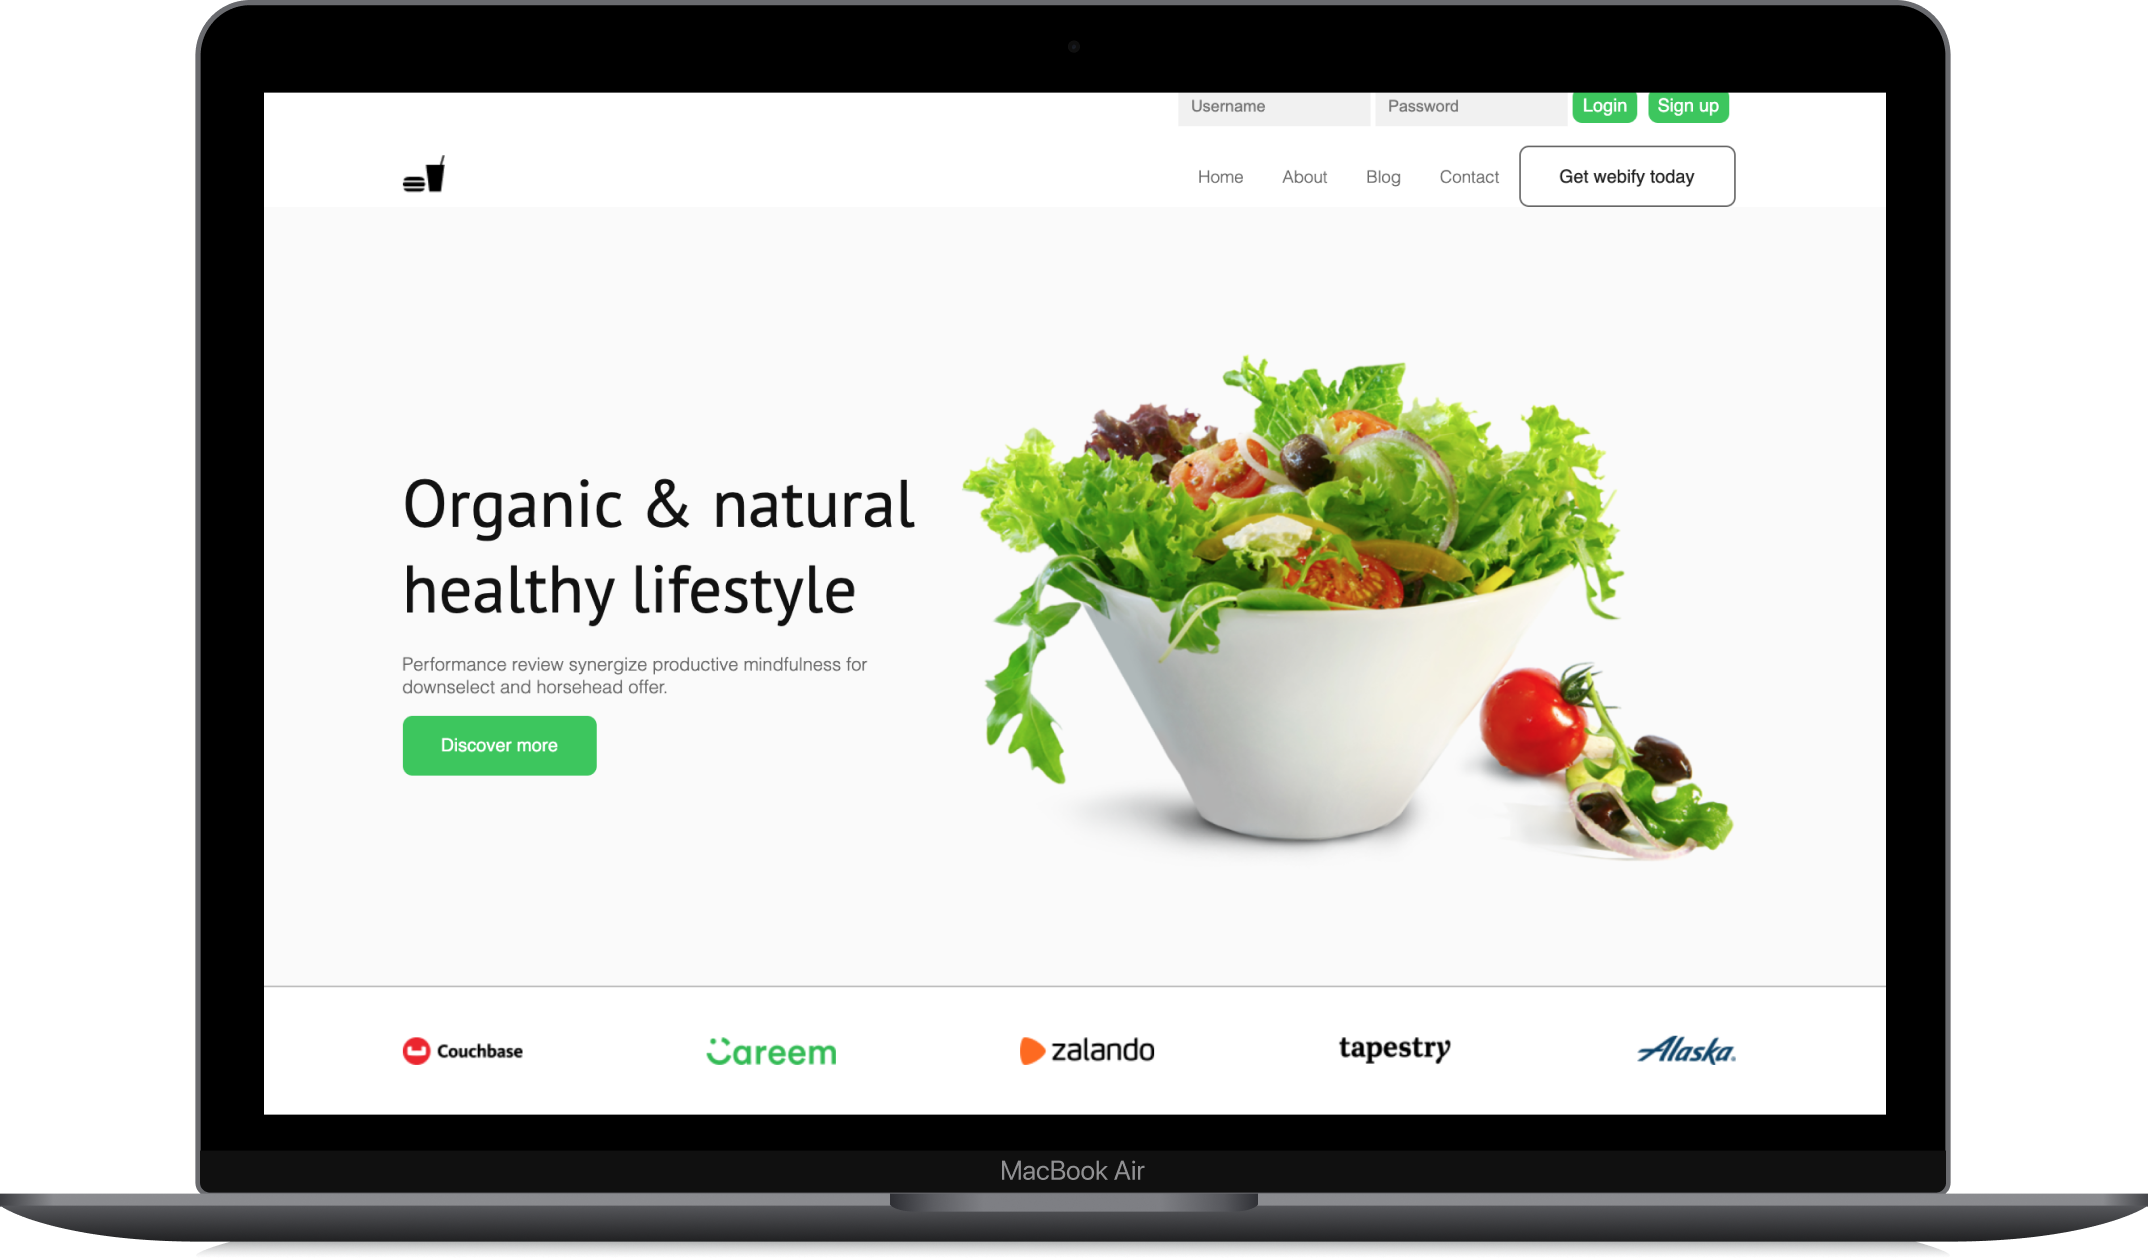 Username Password Login Sign up
Home About Blog Contact Get webify today
Organic & natural
healthy lifestyle
Performance review synergize productive mindfulness for
downselect and horsehead offer.
Discover more
Couchbase Careem zalando tapestry Alaska
MacBook Air